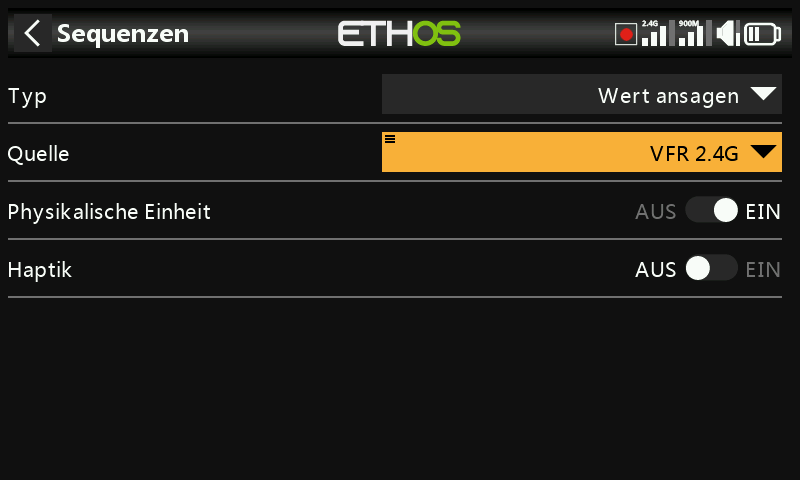 Sequenzen
ETHOS
2.4G
900M
Typ
Wert ansagen
Quelle
VFR 2.4G
Physikalische Einheit
AUS EIN
Haptik
AUS EIN